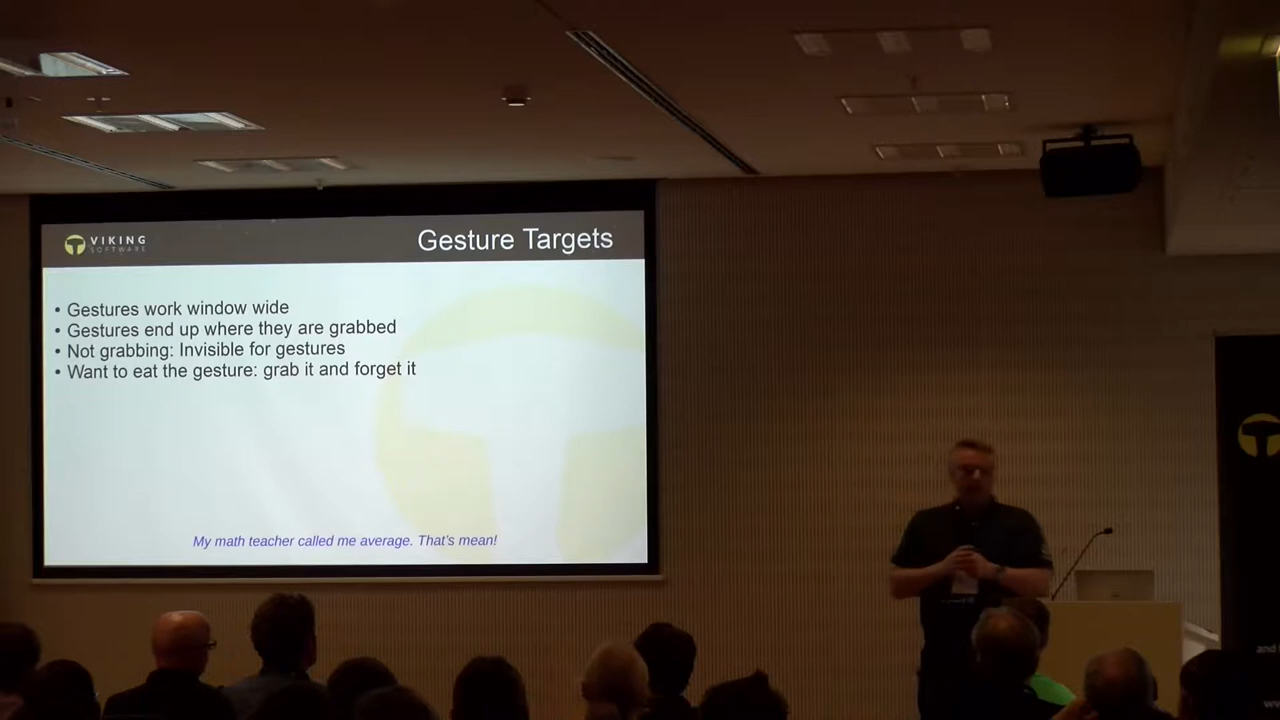 VIKING
SOFTWARE
Gesture Targets
• Gestures work window wide
• Gestures end up where they are grabbed
• Not grabbing: Invisible for gestures
• Want to eat the gesture: grab it and forget it
My math teacher called me average. That's mean!
and